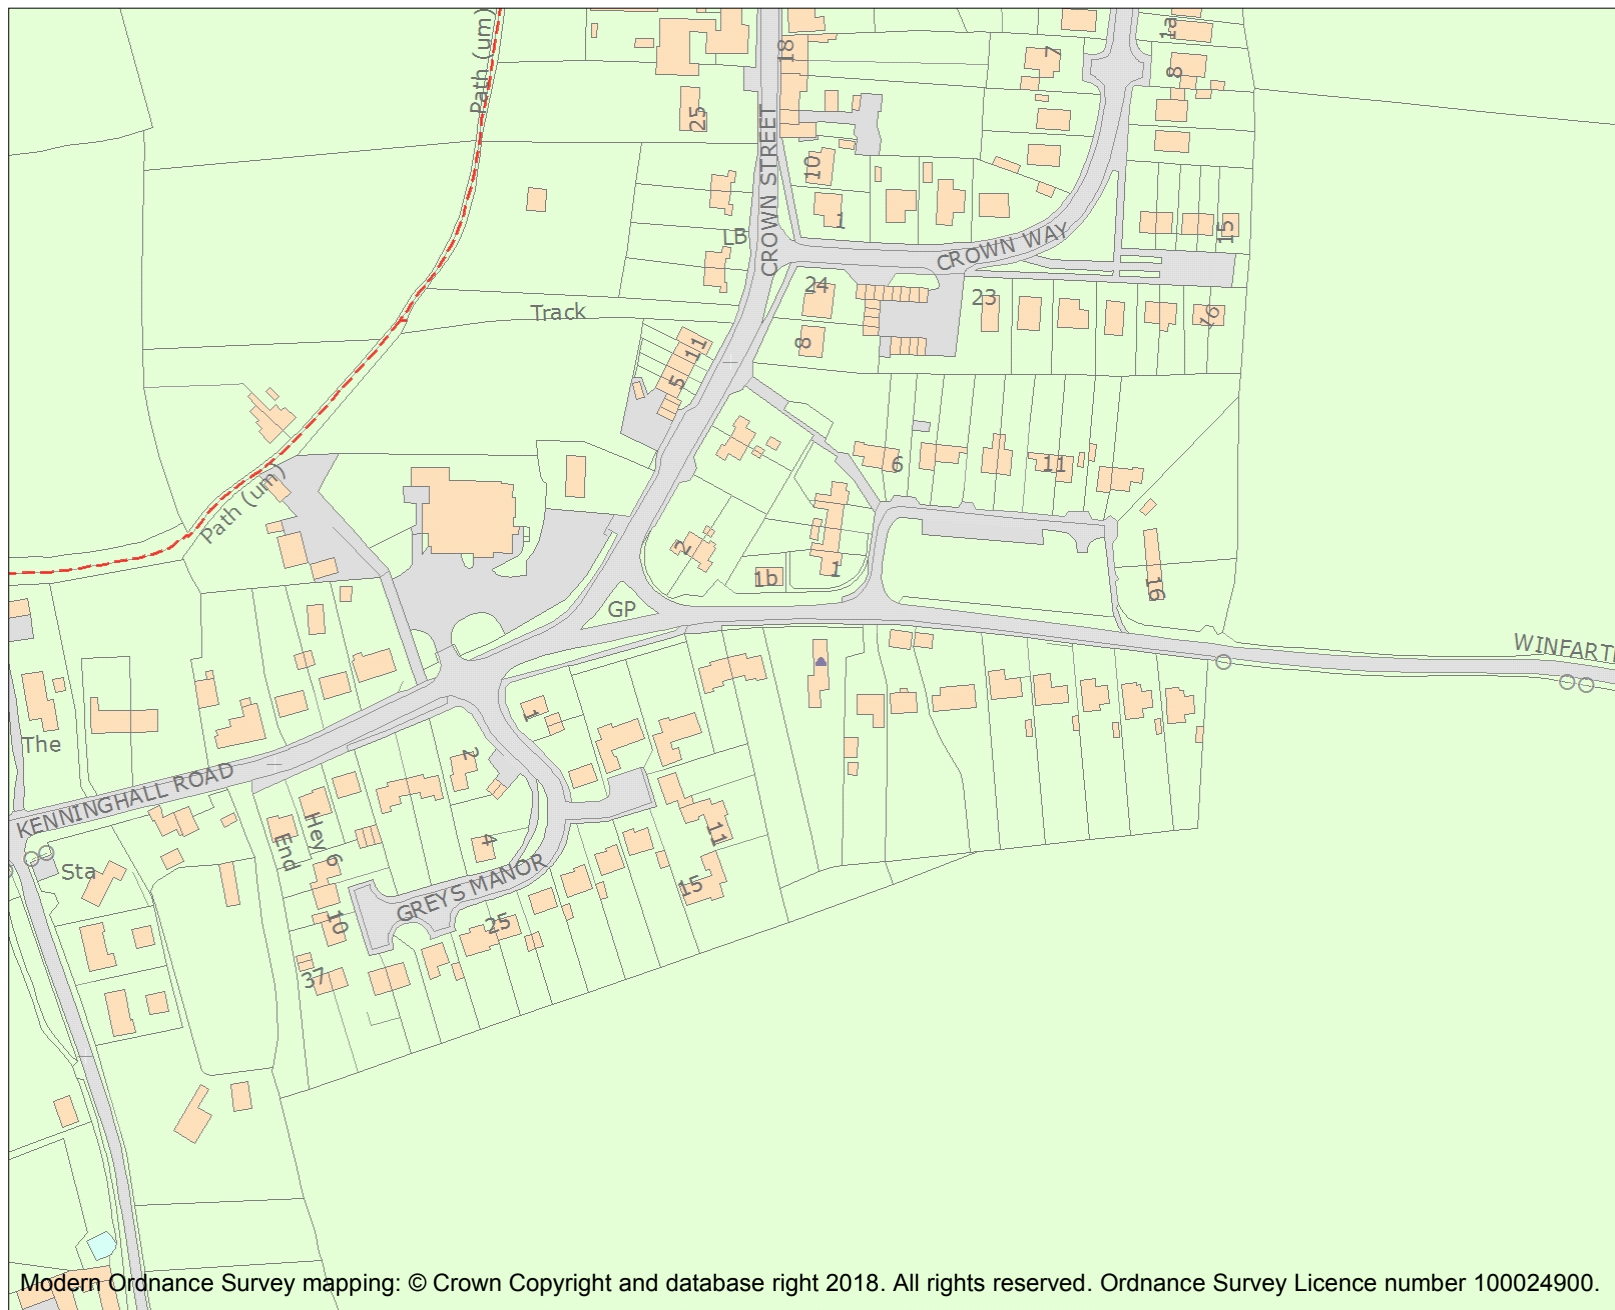 Path (um)
18
7
1a
8
25
CROWN STREET
10
1
LB
CROWN WAY
15
24
23
16
Track
8
11
5
6
11
Path (um)
2
1b
1
16
GP
WINFARTH
The
1
2
KENNINGHALL ROAD
End
Hey 6
4
11
Sta
15
GREYS MANOR
10
25
37
Modern Ordnance Survey mapping: © Crown Copyright and database right 2018. All rights reserved. Ordnance Survey Licence number 100024900.